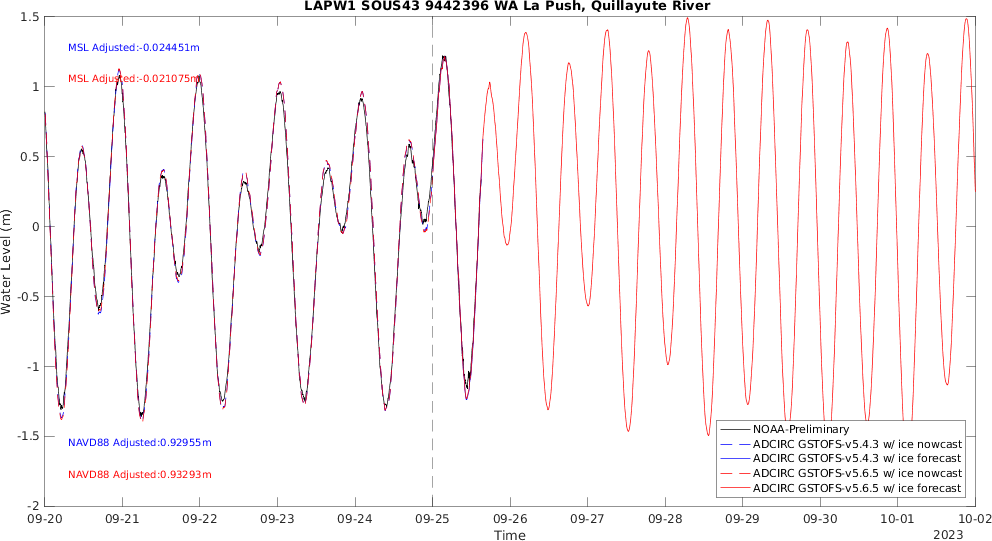 LAPW1 SOUS43 9442396 WA La Push, Quillayute River
MSL Adjusted:-0.024451m
MSL Adjusted:-0.021075m
NAVD88 Adjusted:0.92955m
NAVD88 Adjusted:0.93293m
Water Level (m)
1.5
1
0.5
0
-0.5
-1
-1.5
-2
NOAA-Preliminary
ADCIRC GSTOFS-v5.4.3 w/ ice nowcast
ADCIRC GSTOFS-v5.4.3 w/ ice forecast
ADCIRC GSTOFS-v5.6.5 w/ ice nowcast
ADCIRC GSTOFS-v5.6.5 w/ ice forecast
09-20 09-21 09-22 09-23 09-24 09-25 09-26 09-27 09-28 09-29 09-30 10-01 10-02
Time
2023